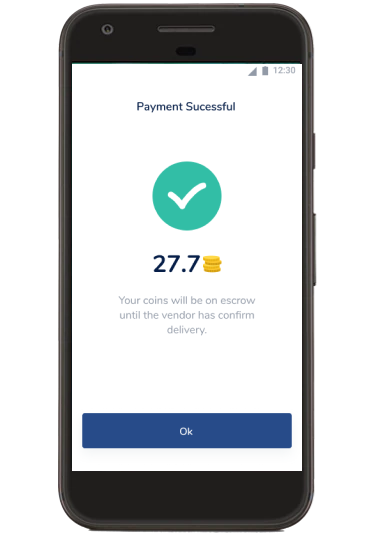 12:30
Payment Sucessful
27.7
Your coins will be on escrow
until the vendor has confirm
delivery.
Ok